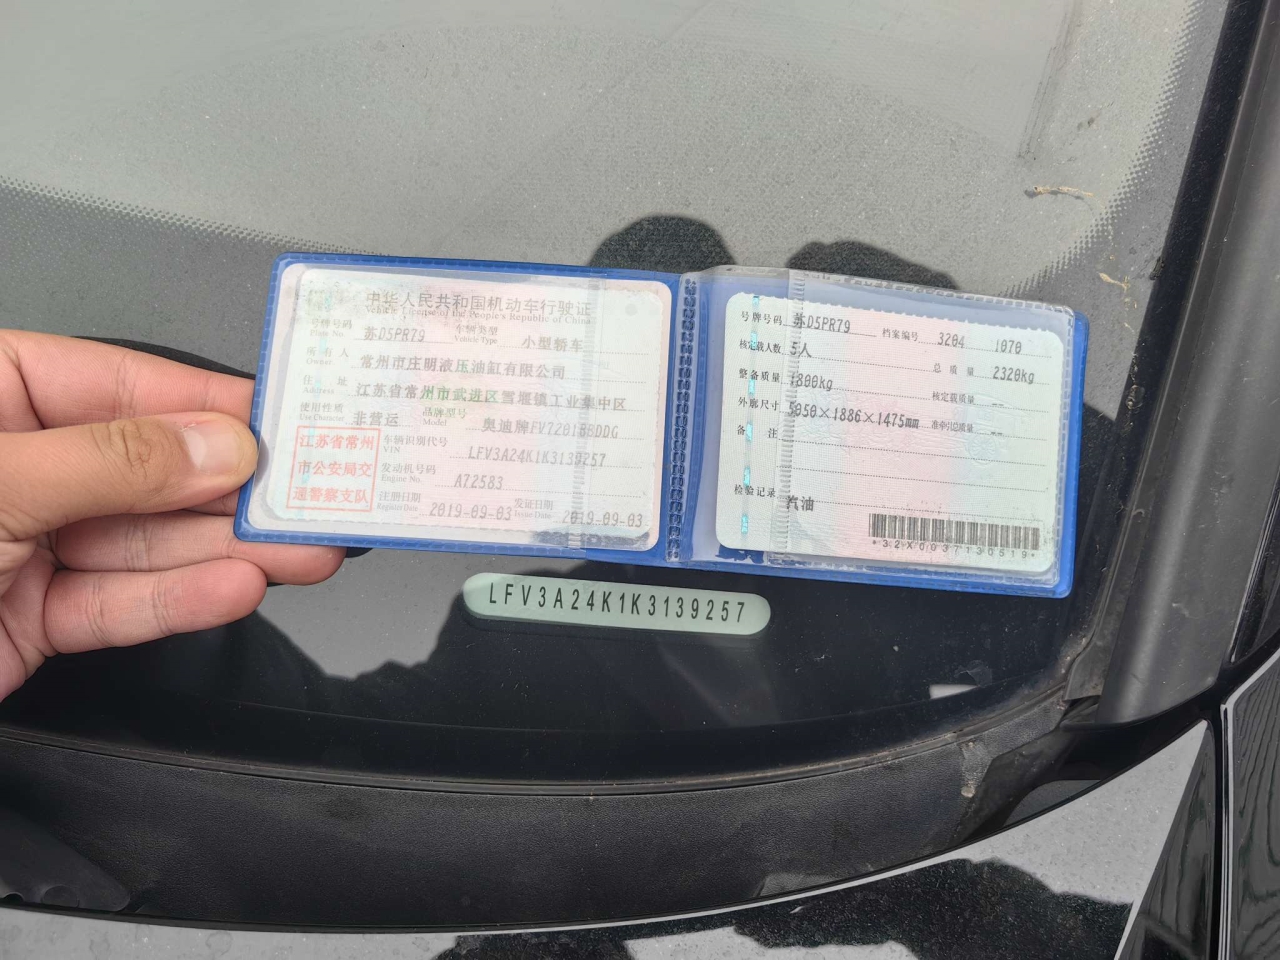 中华人民共和国机动车行驶证
Vehicle License of the People's Republic of China
号牌号码 苏D5PR79 车辆类型 小型轿车
Plate No. Vehicle Type
所有人 常州市庄明液压油缸有限公司
Owner
住址 江苏省常州市武进区雪堰镇工业集中区
Address
使用性质 非营运 品牌型号 奥迪牌FV7201BBDDG
Use Character Model
江苏省常州
市公安局交
通警察支队
车辆识别代号 LFV3A24K1K3139257
VIN
发动机号码 A72583
Engine No.
注册日期 2019-09-03 发证日期 2019-09-03
Register Date Issue Date
号牌号码 苏D5PR79 档案编号 3204 1070
核定载人数 5人 总质量 2320kg
整备质量 1800kg 核定载质量 --
外廓尺寸 5050×1886×1475mm 准牵引总质量 --
备注
检验记录 汽油
*32X0037130519*
LFV3A24K1K3139257